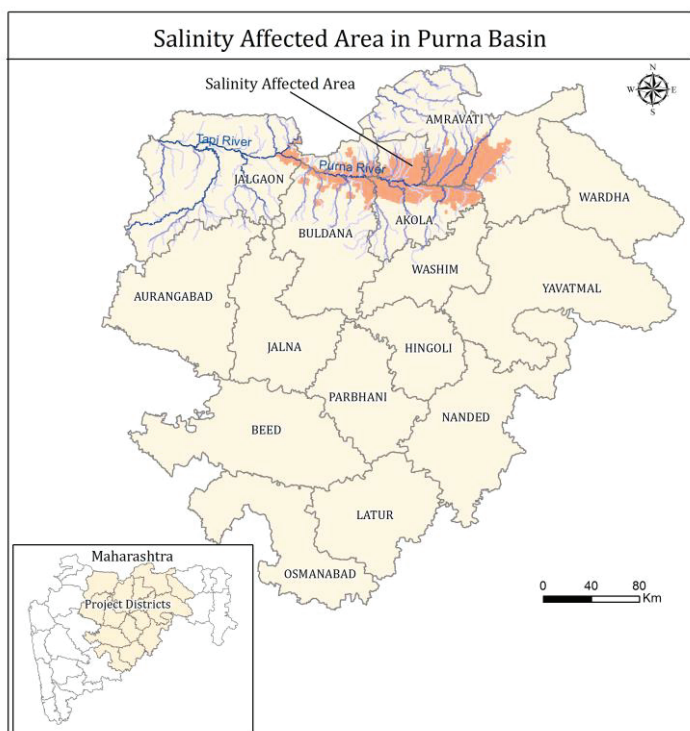 Salinity Affected Area in Purna Basin
Salinity Affected Area
N
W E
S
AMRAVATI
Tapi River
Purna River
JALGAON
WARDHA
BULDANA
AKOLA
WASHIM
YAVATMAL
AURANGABAD
JALNA
HINGOLI
PARBHANI
NANDED
BEED
LATUR
OSMANABAD
Maharashtra
Project Districts
0 40 80
Km